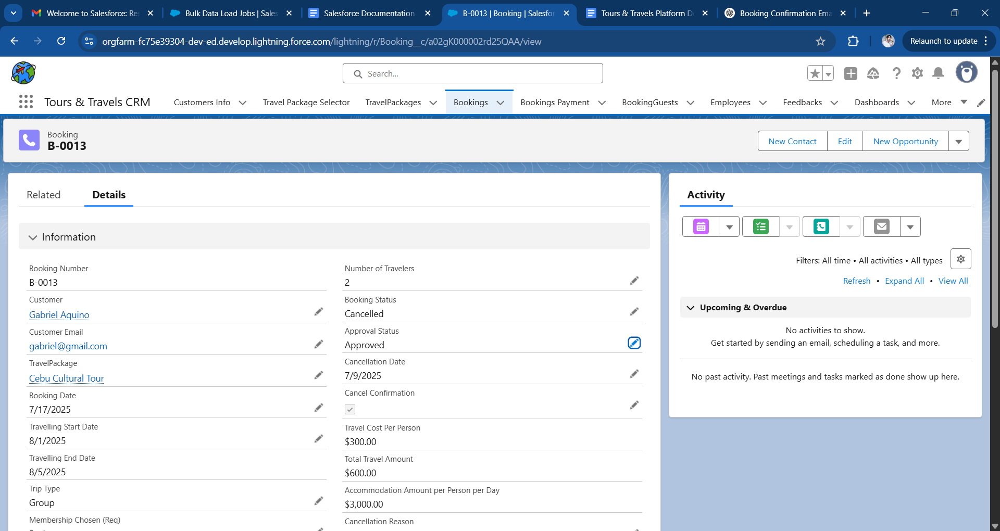 Welcome to Salesforce: Re
Bulk Data Load Jobs | Sales
Salesforce Documentation
B-0013 | Booking | Salesfor
Tours & Travels Platform D
Booking Confirmation Ema
orgfarm-fc75e39304-dev-ed.develop.lightning.force.com/lightning/r/Booking__c/a02gK000002rd25QAA/view
Relaunch to update
Search...
Tours & Travels CRM
Customers Info
Travel Package Selector
TravelPackages
Bookings
Bookings Payment
BookingGuests
Employees
Feedbacks
Dashboards
More
Booking
B-0013
New Contact
Edit
New Opportunity
Related
Details
Information
Booking Number
B-0013
Customer
Gabriel Aquino
Customer Email
gabriel@gmail.com
TravelPackage
Cebu Cultural Tour
Booking Date
7/17/2025
Travelling Start Date
8/1/2025
Travelling End Date
8/5/2025
Trip Type
Group
Membership Chosen (Req)
Number of Travelers
2
Booking Status
Cancelled
Approval Status
Approved
Cancellation Date
7/9/2025
Cancel Confirmation
Travel Cost Per Person
$300.00
Total Travel Amount
$600.00
Accommodation Amount per Person per Day
$3,000.00
Cancellation Reason
Activity
Filters: All time • All activities • All types
Refresh • Expand All • View All
Upcoming & Overdue
No activities to show.
Get started by sending an email, scheduling a task, and more.
No past activity. Past meetings and tasks marked as done show up here.